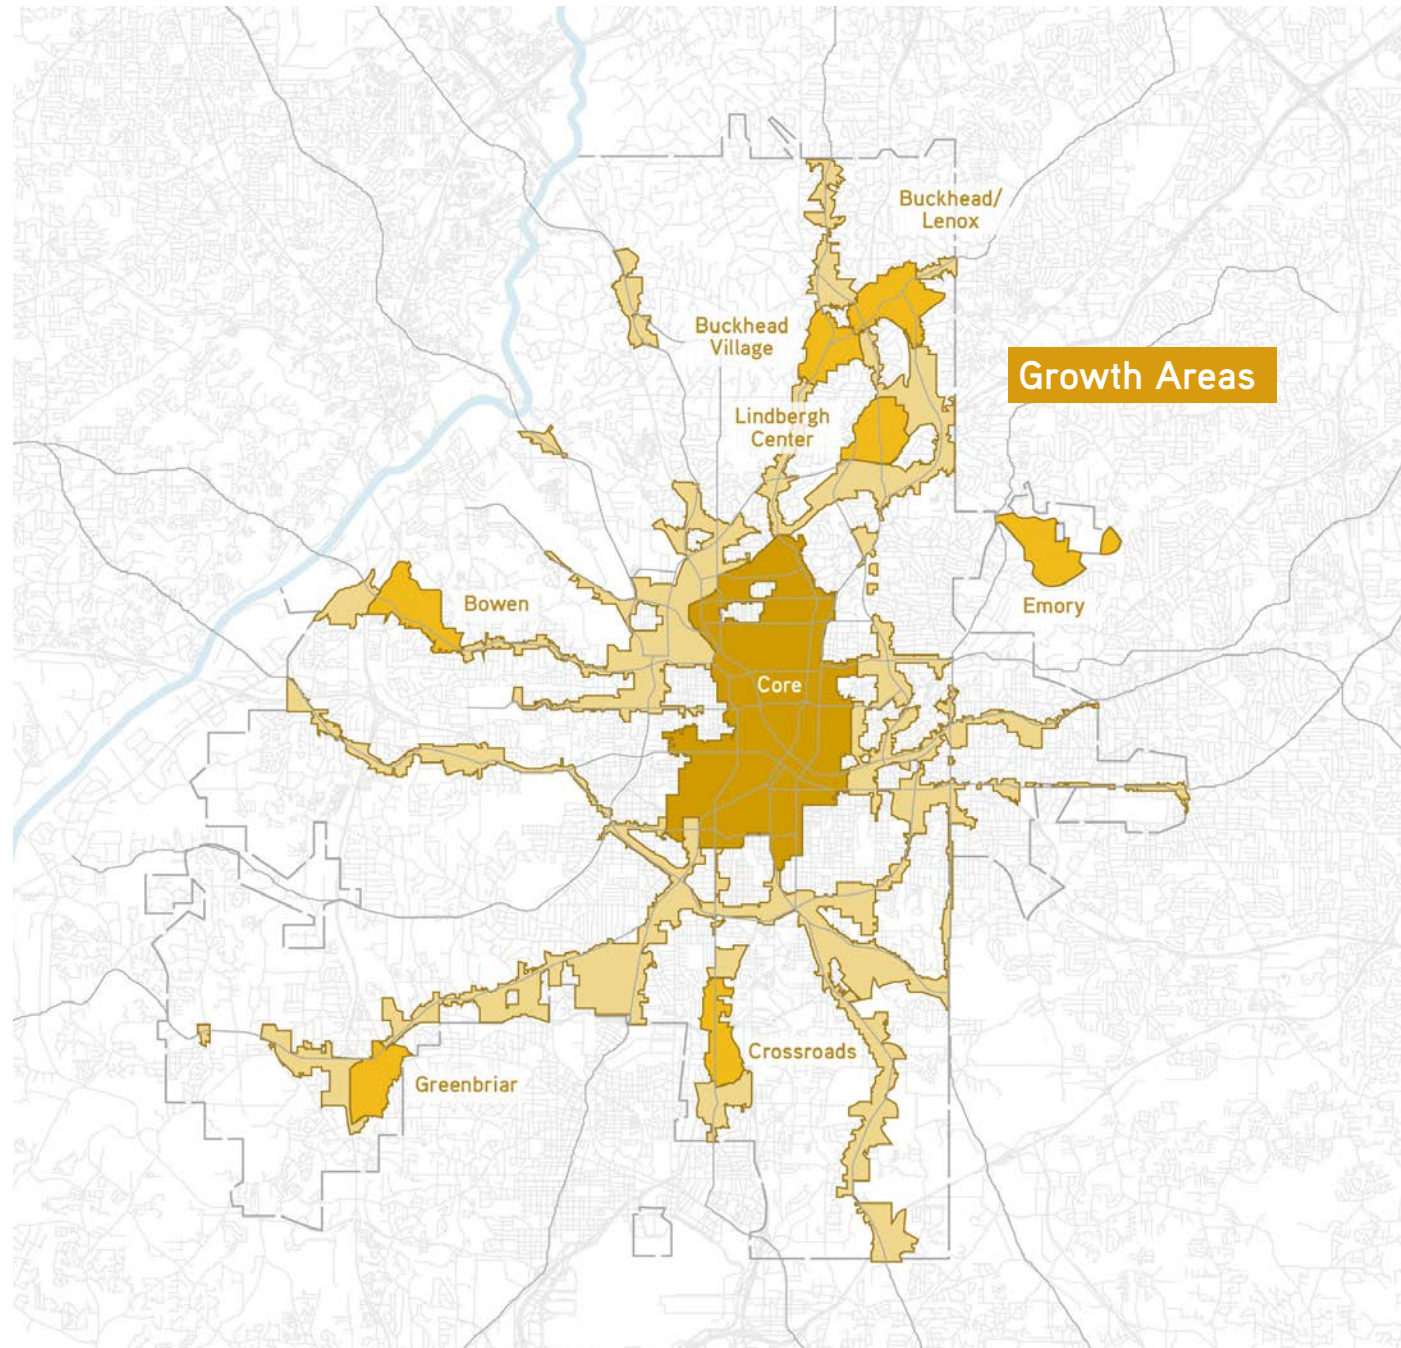 Buckhead/
Lenox
Buckhead
Village
Growth Areas
Lindbergh
Center
Bowen
Emory
Core
Crossroads
Greenbriar